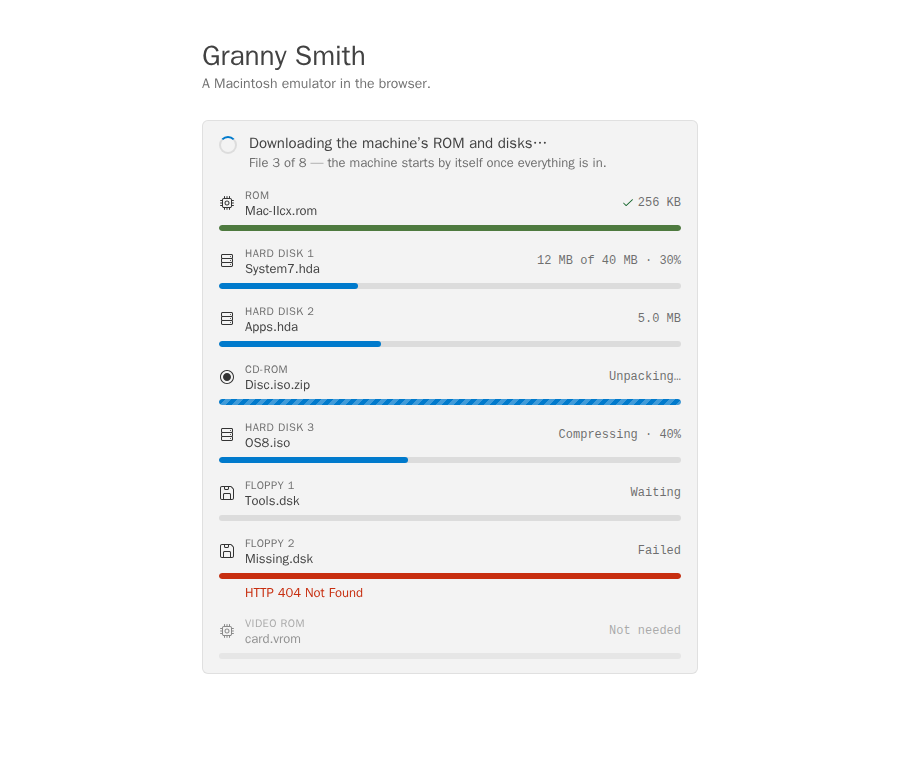 Granny Smith
A Macintosh emulator in the browser.
Downloading the machine's ROM and disks···
File 3 of 8 — the machine starts by itself once everything is in.
ROM
Mac-IIcx.rom
256 KB
HARD DISK 1
System7.hda
12 MB of 40 MB · 30%
HARD DISK 2
Apps.hda
5.0 MB
CD-ROM
Disc.iso.zip
Unpacking…
HARD DISK 3
OS8.iso
Compressing · 40%
FLOPPY 1
Tools.dsk
Waiting
FLOPPY 2
Missing.dsk
Failed
HTTP 404 Not Found
VIDEO ROM
card.vrom
Not needed